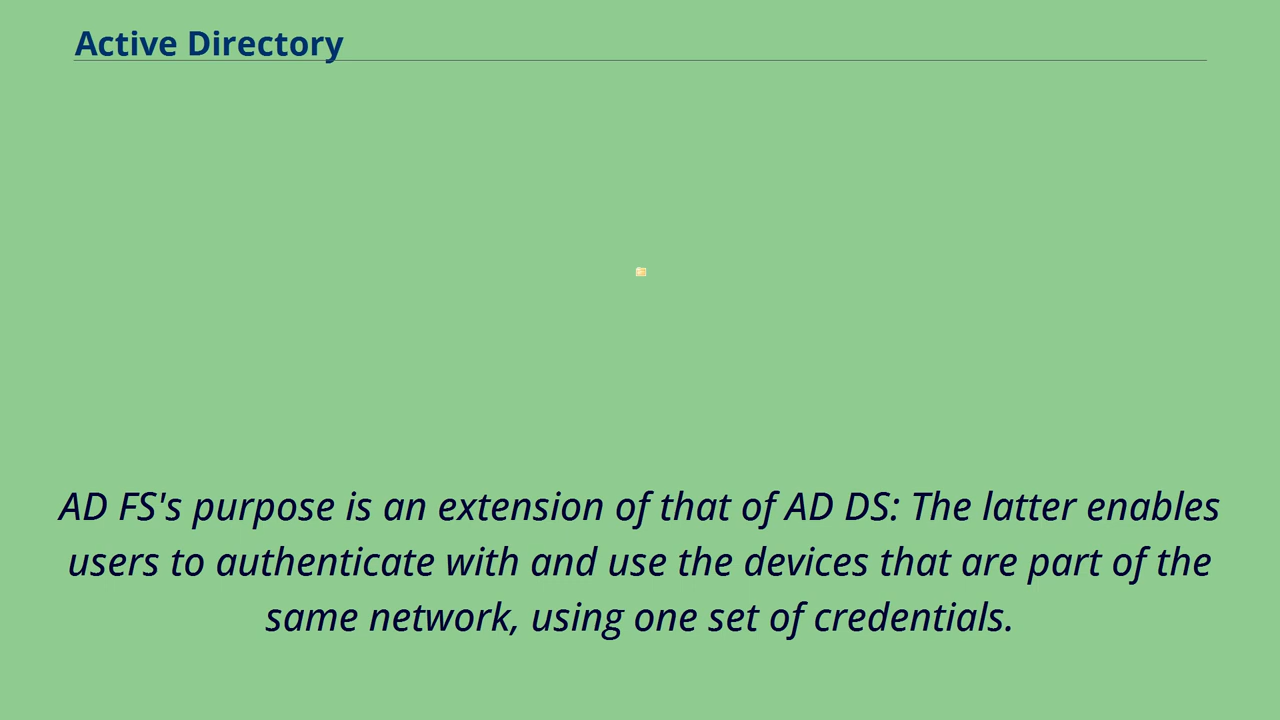 Active Directory
AD FS's purpose is an extension of that of AD DS: The latter enables
users to authenticate with and use the devices that are part of the
same network, using one set of credentials.